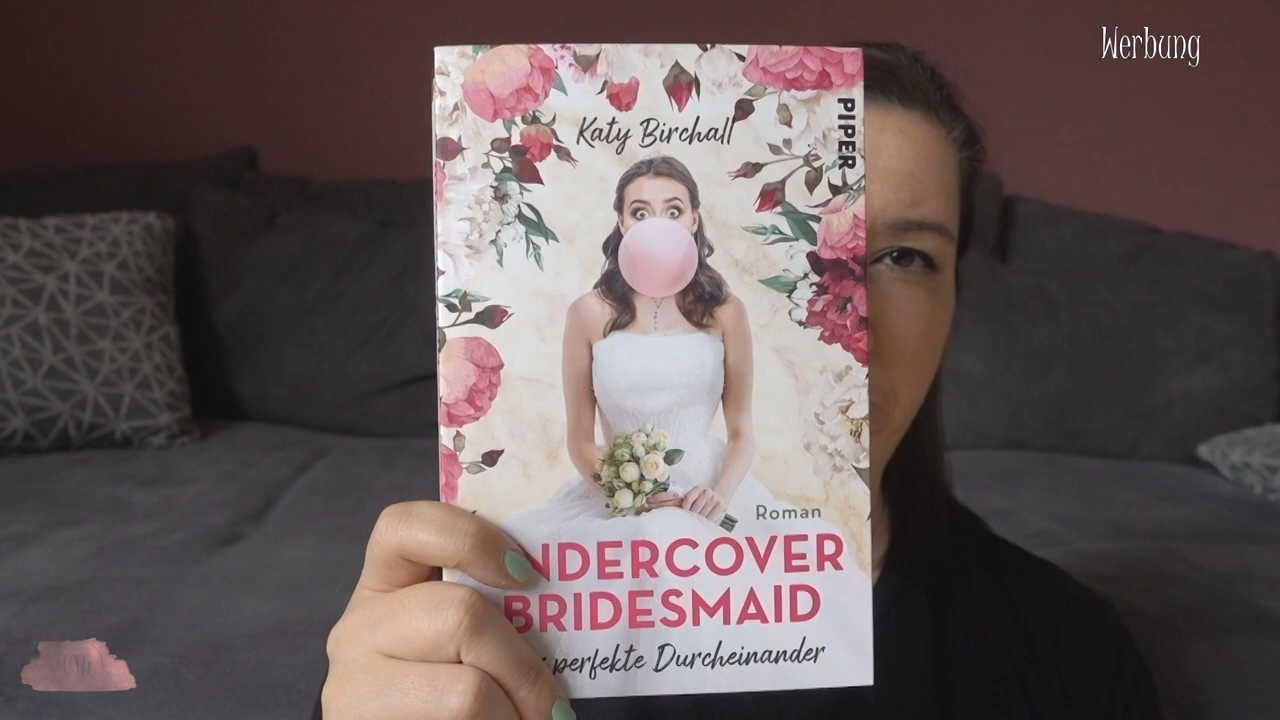 Werbung
Katy Birchall
PIPER
Roman
NDERCOVER
BRIDESMAID
perfekte Durcheinander